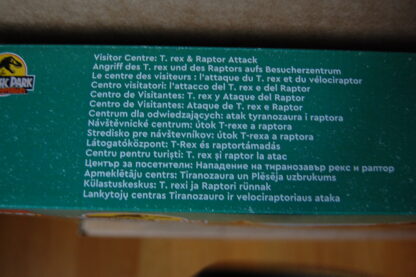 Visitor Centre: T. rex & Raptor Attack
Angriff des T. rex und des Raptors aufs Besucherzentrum
Le centre des visiteurs : l'attaque du T. rex et du vélociraptor
Centro visitatori: l'attacco del T. rex e del Raptor
Centro de Visitantes: T. rex y Ataque del Raptor
Centro de Visitantes: Ataque de T. rex e Raptor
Centrum dla odwiedzających: atak tyranozaura i raptora
Návštěvnické centrum: útok T-rexe a raptora
Stredisko pre návštevníkov: útok T-rexa a raptora
Látogatóközpont: T-Rex és raptortámadás
Centru pentru turiști: T. rex și raptor la atac
Център за посетители: Нападение на тиранозавър рекс и раптор
Apmeklētāju centrs: Tiranozaura un Plēsēja uzbrukums
Külastuskeskus: T. rexi ja Raptori rünnak
Lankytojų centras Tiranozauro ir velociraptoriaus ataka
PARK